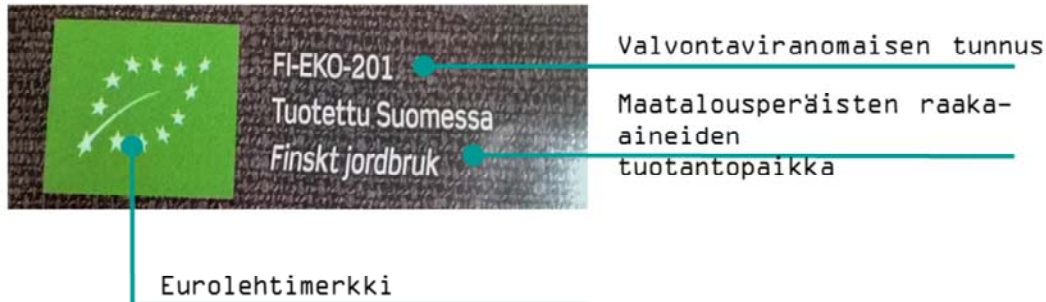 FI-EKO-201
Tuotettu Suomessa
Finskt jordbruk
Valvontaviranomaisen tunnus
Maatalousperäisten raaka-
aineiden
tuotantopaikka
Eurolehtimerkki